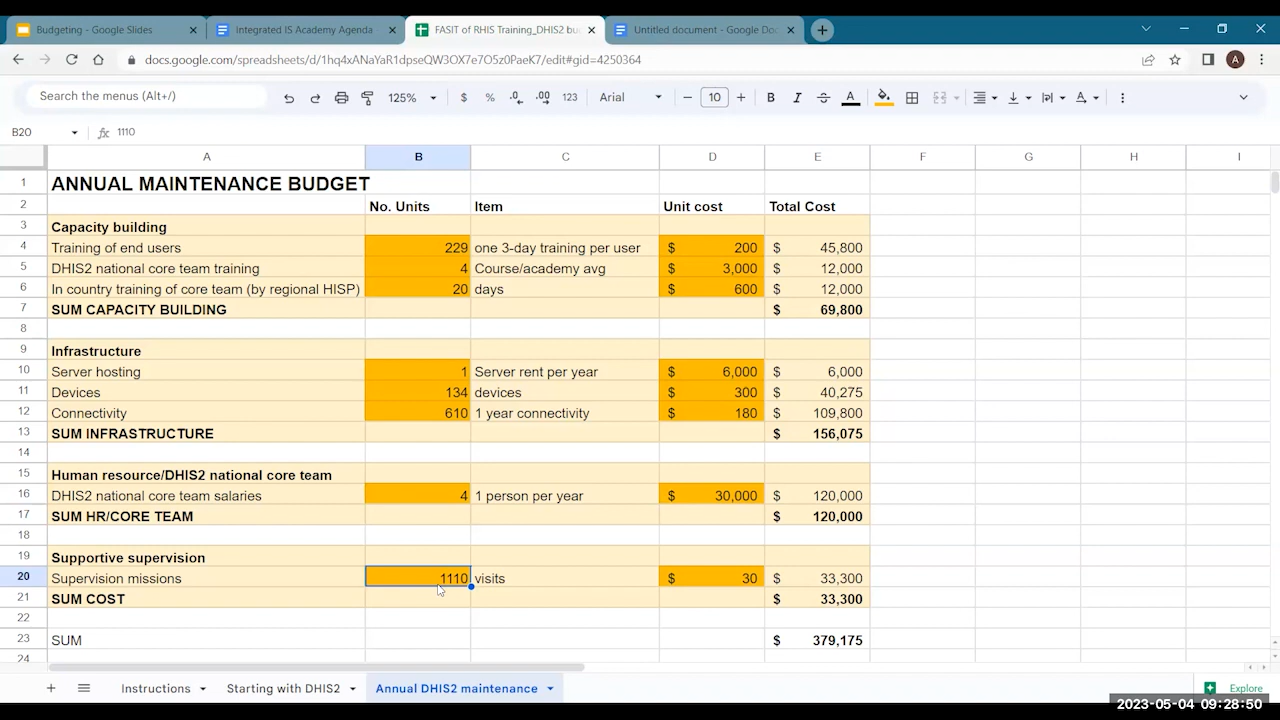 Budgeting - Google Slides
Integrated IS Academy Agenda
FASIT of RHIS Training_DHIS2 bu
Untitled document - Google Doc
docs.google.com/spreadsheets/d/1hq4xANaYaR1dpseQW3OX7e7O5z0PaeK7/edit#gid=4250364
A
Search the menus (Alt+/)
125%
$
%
.0
.00
123
Arial
10
B
I
S
A
B20
fx
1110
A B C D E F G H I
1 ANNUAL MAINTENANCE BUDGET
2 No. Units Item Unit cost Total Cost
3 Capacity building
4 Training of end users 229 one 3-day training per user $ 200 $ 45,800
5 DHIS2 national core team training 4 Course/academy avg $ 3,000 $ 12,000
6 In country training of core team (by regional HISP) 20 days $ 600 $ 12,000
7 SUM CAPACITY BUILDING $ 69,800
8
9 Infrastructure
10 Server hosting 1 Server rent per year $ 6,000 $ 6,000
11 Devices 134 devices $ 300 $ 40,275
12 Connectivity 610 1 year connectivity $ 180 $ 109,800
13 SUM INFRASTRUCTURE $ 156,075
14
15 Human resource/DHIS2 national core team
16 DHIS2 national core team salaries 4 1 person per year $ 30,000 $ 120,000
17 SUM HR/CORE TEAM $ 120,000
18
19 Supportive supervision
20 Supervision missions 1110 visits $ 30 $ 33,300
21 SUM COST $ 33,300
22
23 SUM $ 379,175
24
Instructions
Starting with DHIS2
Annual DHIS2 maintenance
Explore
2023-05-04 09:28:50